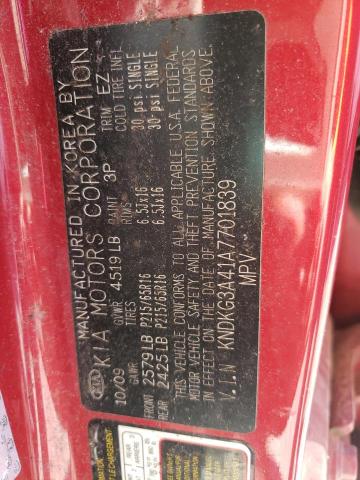 MANUFACTURED IN KOREA BY
KIA KIA MOTORS CORPORATION
10/09 GVWR 4519 LB PAINT 3P TRIM EZ
GWR TIRES RIMS COLD TIRE INFL.
FRONT 2579 LB P215/65R16 6.5Jx16 30 psi SINGLE
REAR 2425 LB P215/65R16 6.5Jx16 30 psi SINGLE
THIS VEHICLE CONFORMS TO ALL APPLICABLE U.S.A. FEDERAL
MOTOR VEHICLE SAFETY AND THEFT PREVENTION STANDARDS
IN EFFECT ON THE DATE OF MANUFACTURE SHOWN ABOVE.
V.I.N KNDKG3A41A7701839
MPV